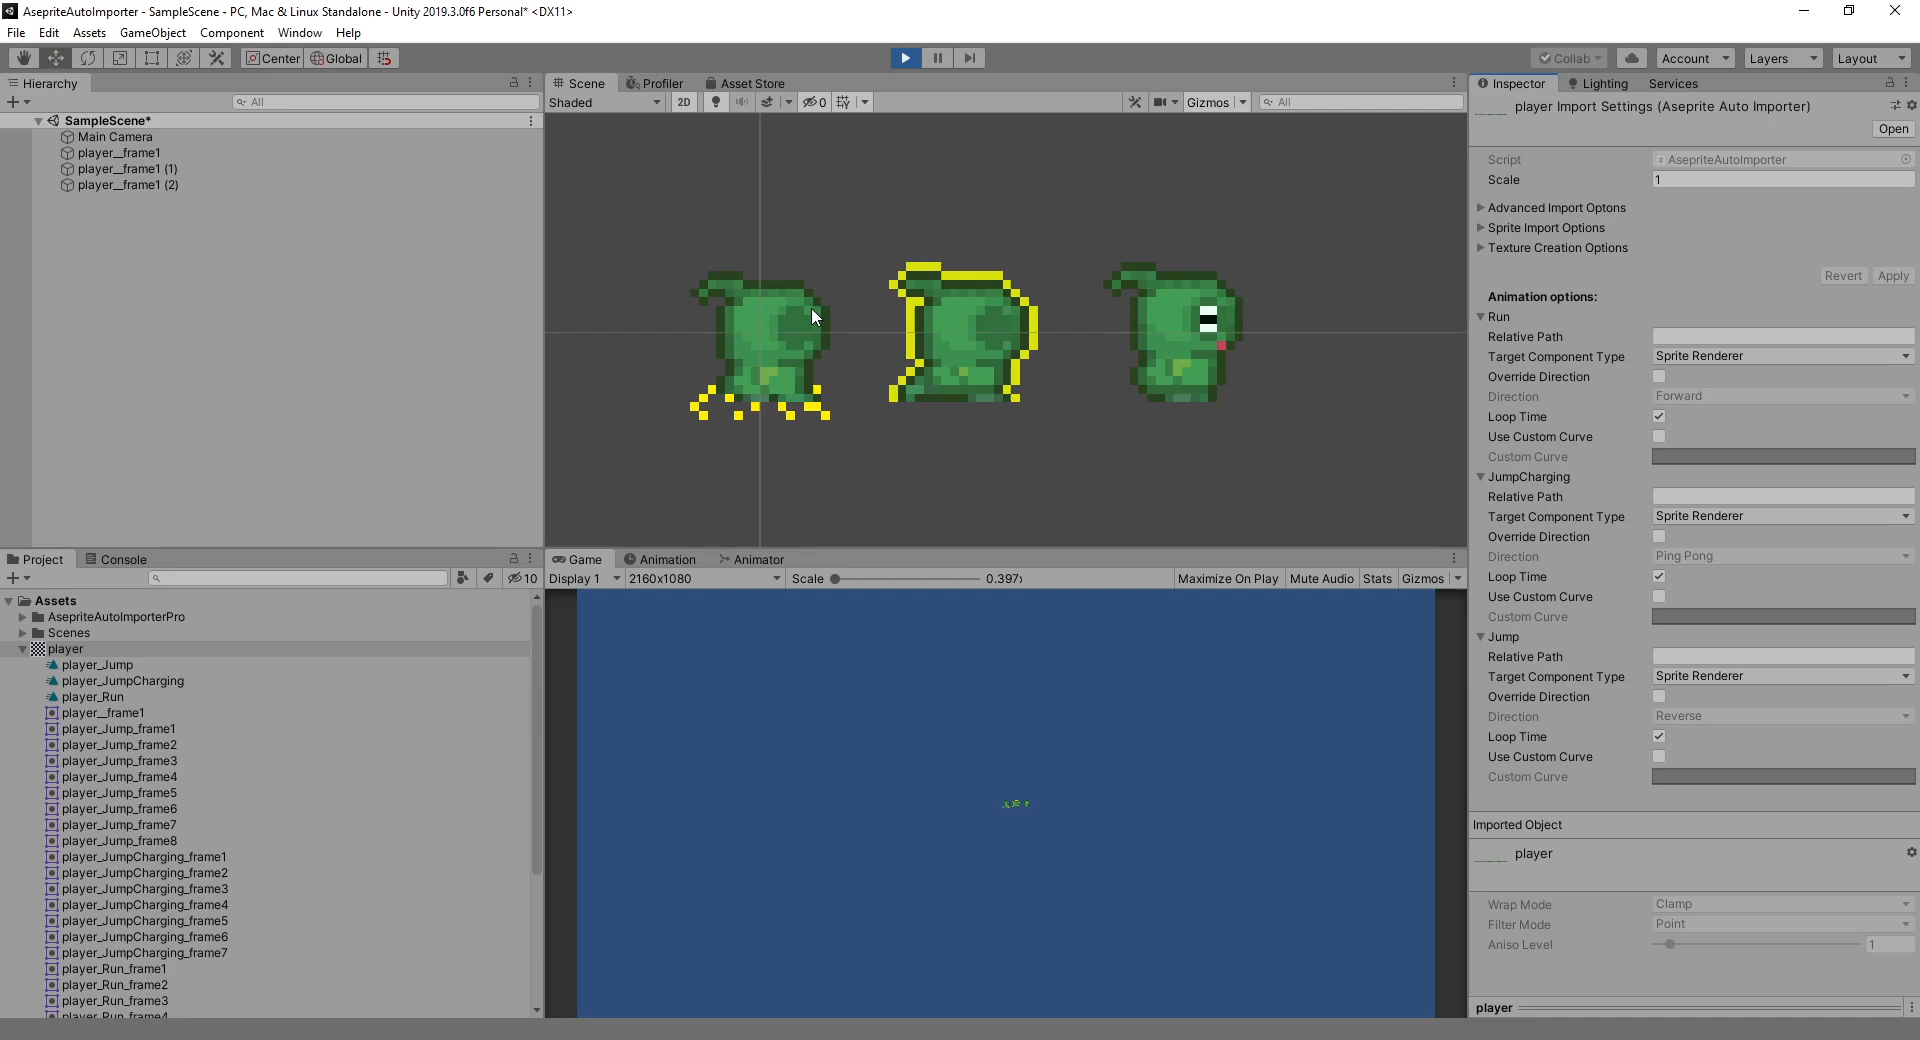 AsepriteAutoImporter - SampleScene - PC, Mac & Linux Standalone - Unity 2019.3.0f6 Personal* <DX11>
File Edit Assets GameObject Component Window Help
Center Global Collab Account Layers Layout
Hierarchy
All
SampleScene*
Main Camera
player__frame1
player__frame1 (1)
player__frame1 (2)
Scene Profiler Asset Store
Shaded 2D 0 Gizmos All
Inspector Lighting Services
player Import Settings (Aseprite Auto Importer)
Open
Script AsepriteAutoImporter
Scale 1
Advanced Import Optons
Sprite Import Options
Texture Creation Options
Revert Apply
Animation options:
Run
Relative Path
Target Component Type Sprite Renderer
Override Direction
Direction Forward
Loop Time
Use Custom Curve
Custom Curve
JumpCharging
Relative Path
Target Component Type Sprite Renderer
Override Direction
Direction Ping Pong
Loop Time
Use Custom Curve
Custom Curve
Jump
Relative Path
Target Component Type Sprite Renderer
Override Direction
Direction Reverse
Loop Time
Use Custom Curve
Custom Curve
Imported Object
player
Wrap Mode Clamp
Filter Mode Point
Aniso Level 1
player
Project Console
10
Assets
AsepriteAutoImporterPro
Scenes
player
player_Jump
player_JumpCharging
player_Run
player__frame1
player_Jump_frame1
player_Jump_frame2
player_Jump_frame3
player_Jump_frame4
player_Jump_frame5
player_Jump_frame6
player_Jump_frame7
player_Jump_frame8
player_JumpCharging_frame1
player_JumpCharging_frame2
player_JumpCharging_frame3
player_JumpCharging_frame4
player_JumpCharging_frame5
player_JumpCharging_frame6
player_JumpCharging_frame7
player_Run_frame1
player_Run_frame2
player_Run_frame3
player_Run_frame4
Game Animation Animator
Display 1 2160x1080 Scale 0.397 Maximize On Play Mute Audio Stats Gizmos